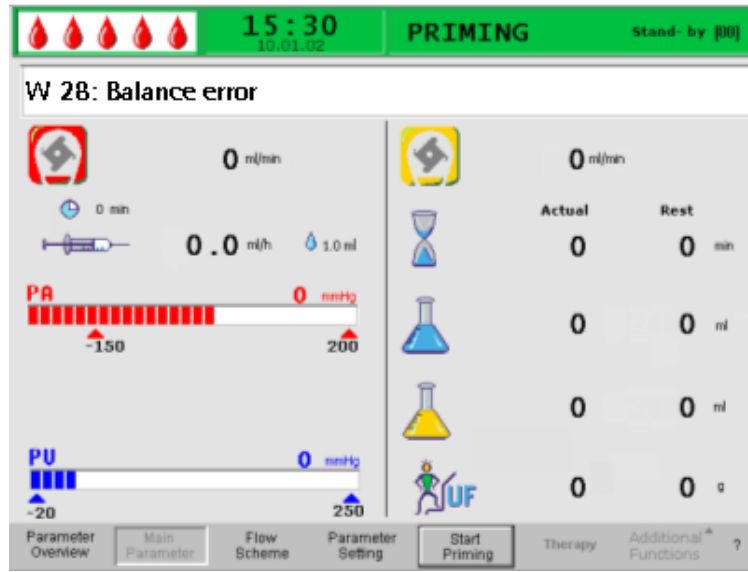 15:30
10.01.02
PRIMING
Stand- by [00]
W 28: Balance error
0 ml/min
0 ml/min
0 min
0.0 ml/h
1.0 ml
Actual
Rest
0
0 min
PA
0 mmHg
-150
200
0
0 ml
0
0 ml
PV
0 mmHg
-20
250
UF
0
0 g
Parameter
Overview
Main
Parameter
Flow
Scheme
Parameter
Setting
Start
Priming
Therapy
Additional
Functions
?